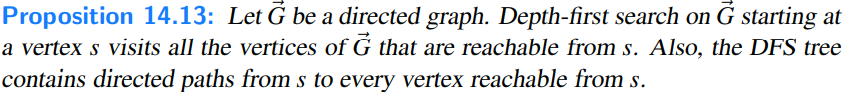 Proposition 14.13: Let G⃗ be a directed graph. Depth-first search on G⃗ starting at
a vertex s visits all the vertices of G⃗ that are reachable from s. Also, the DFS tree
contains directed paths from s to every vertex reachable from s.